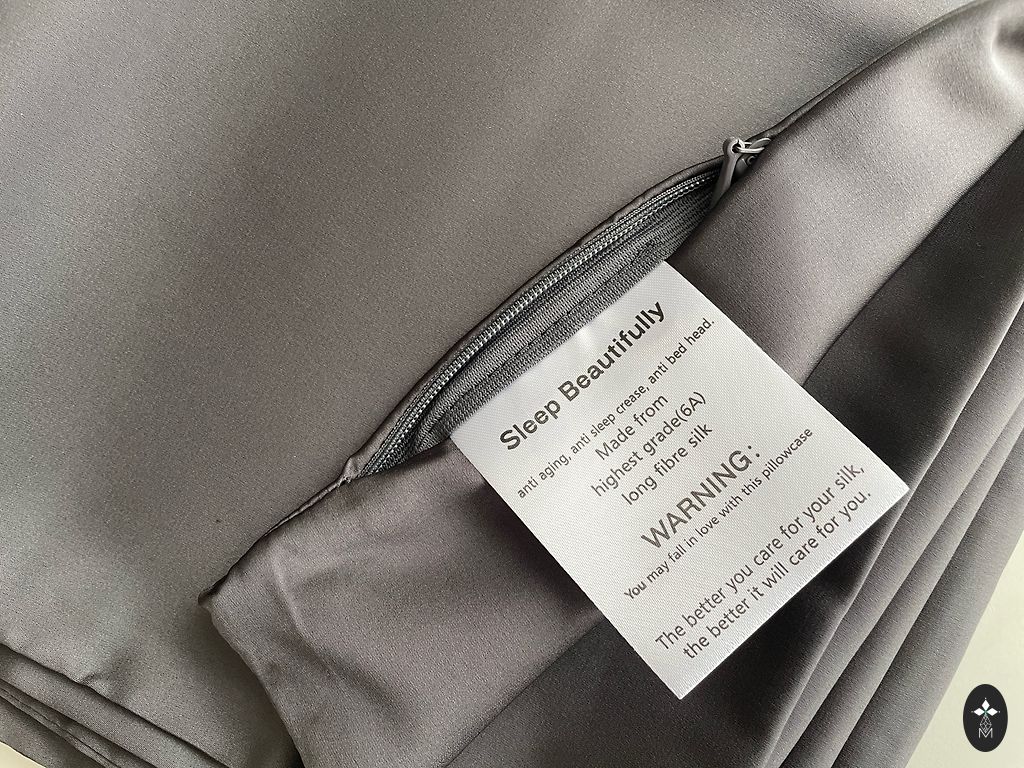 Sleep Beautifully
anti aging, anti sleep crease, anti bed head.
Made from
highest grade(6A)
long fibre silk
WARNING:
You may fall in love with this pillowcase
The better you care for your silk,
the better it will care for you.
M